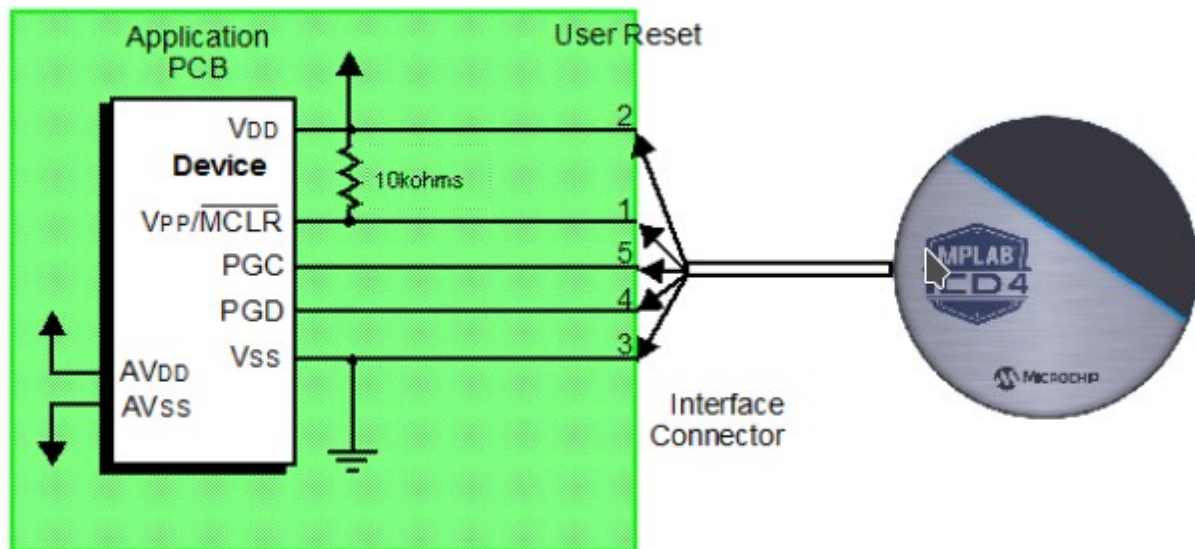 Application
PCB
User Reset
VDD
2
Device
10kohms
VPP/MCLR
1
PGC
5
PGD
4
VSS
3
AVDD
AVSS
Interface
Connector
MPLAB
ICD4
MICROCHIP